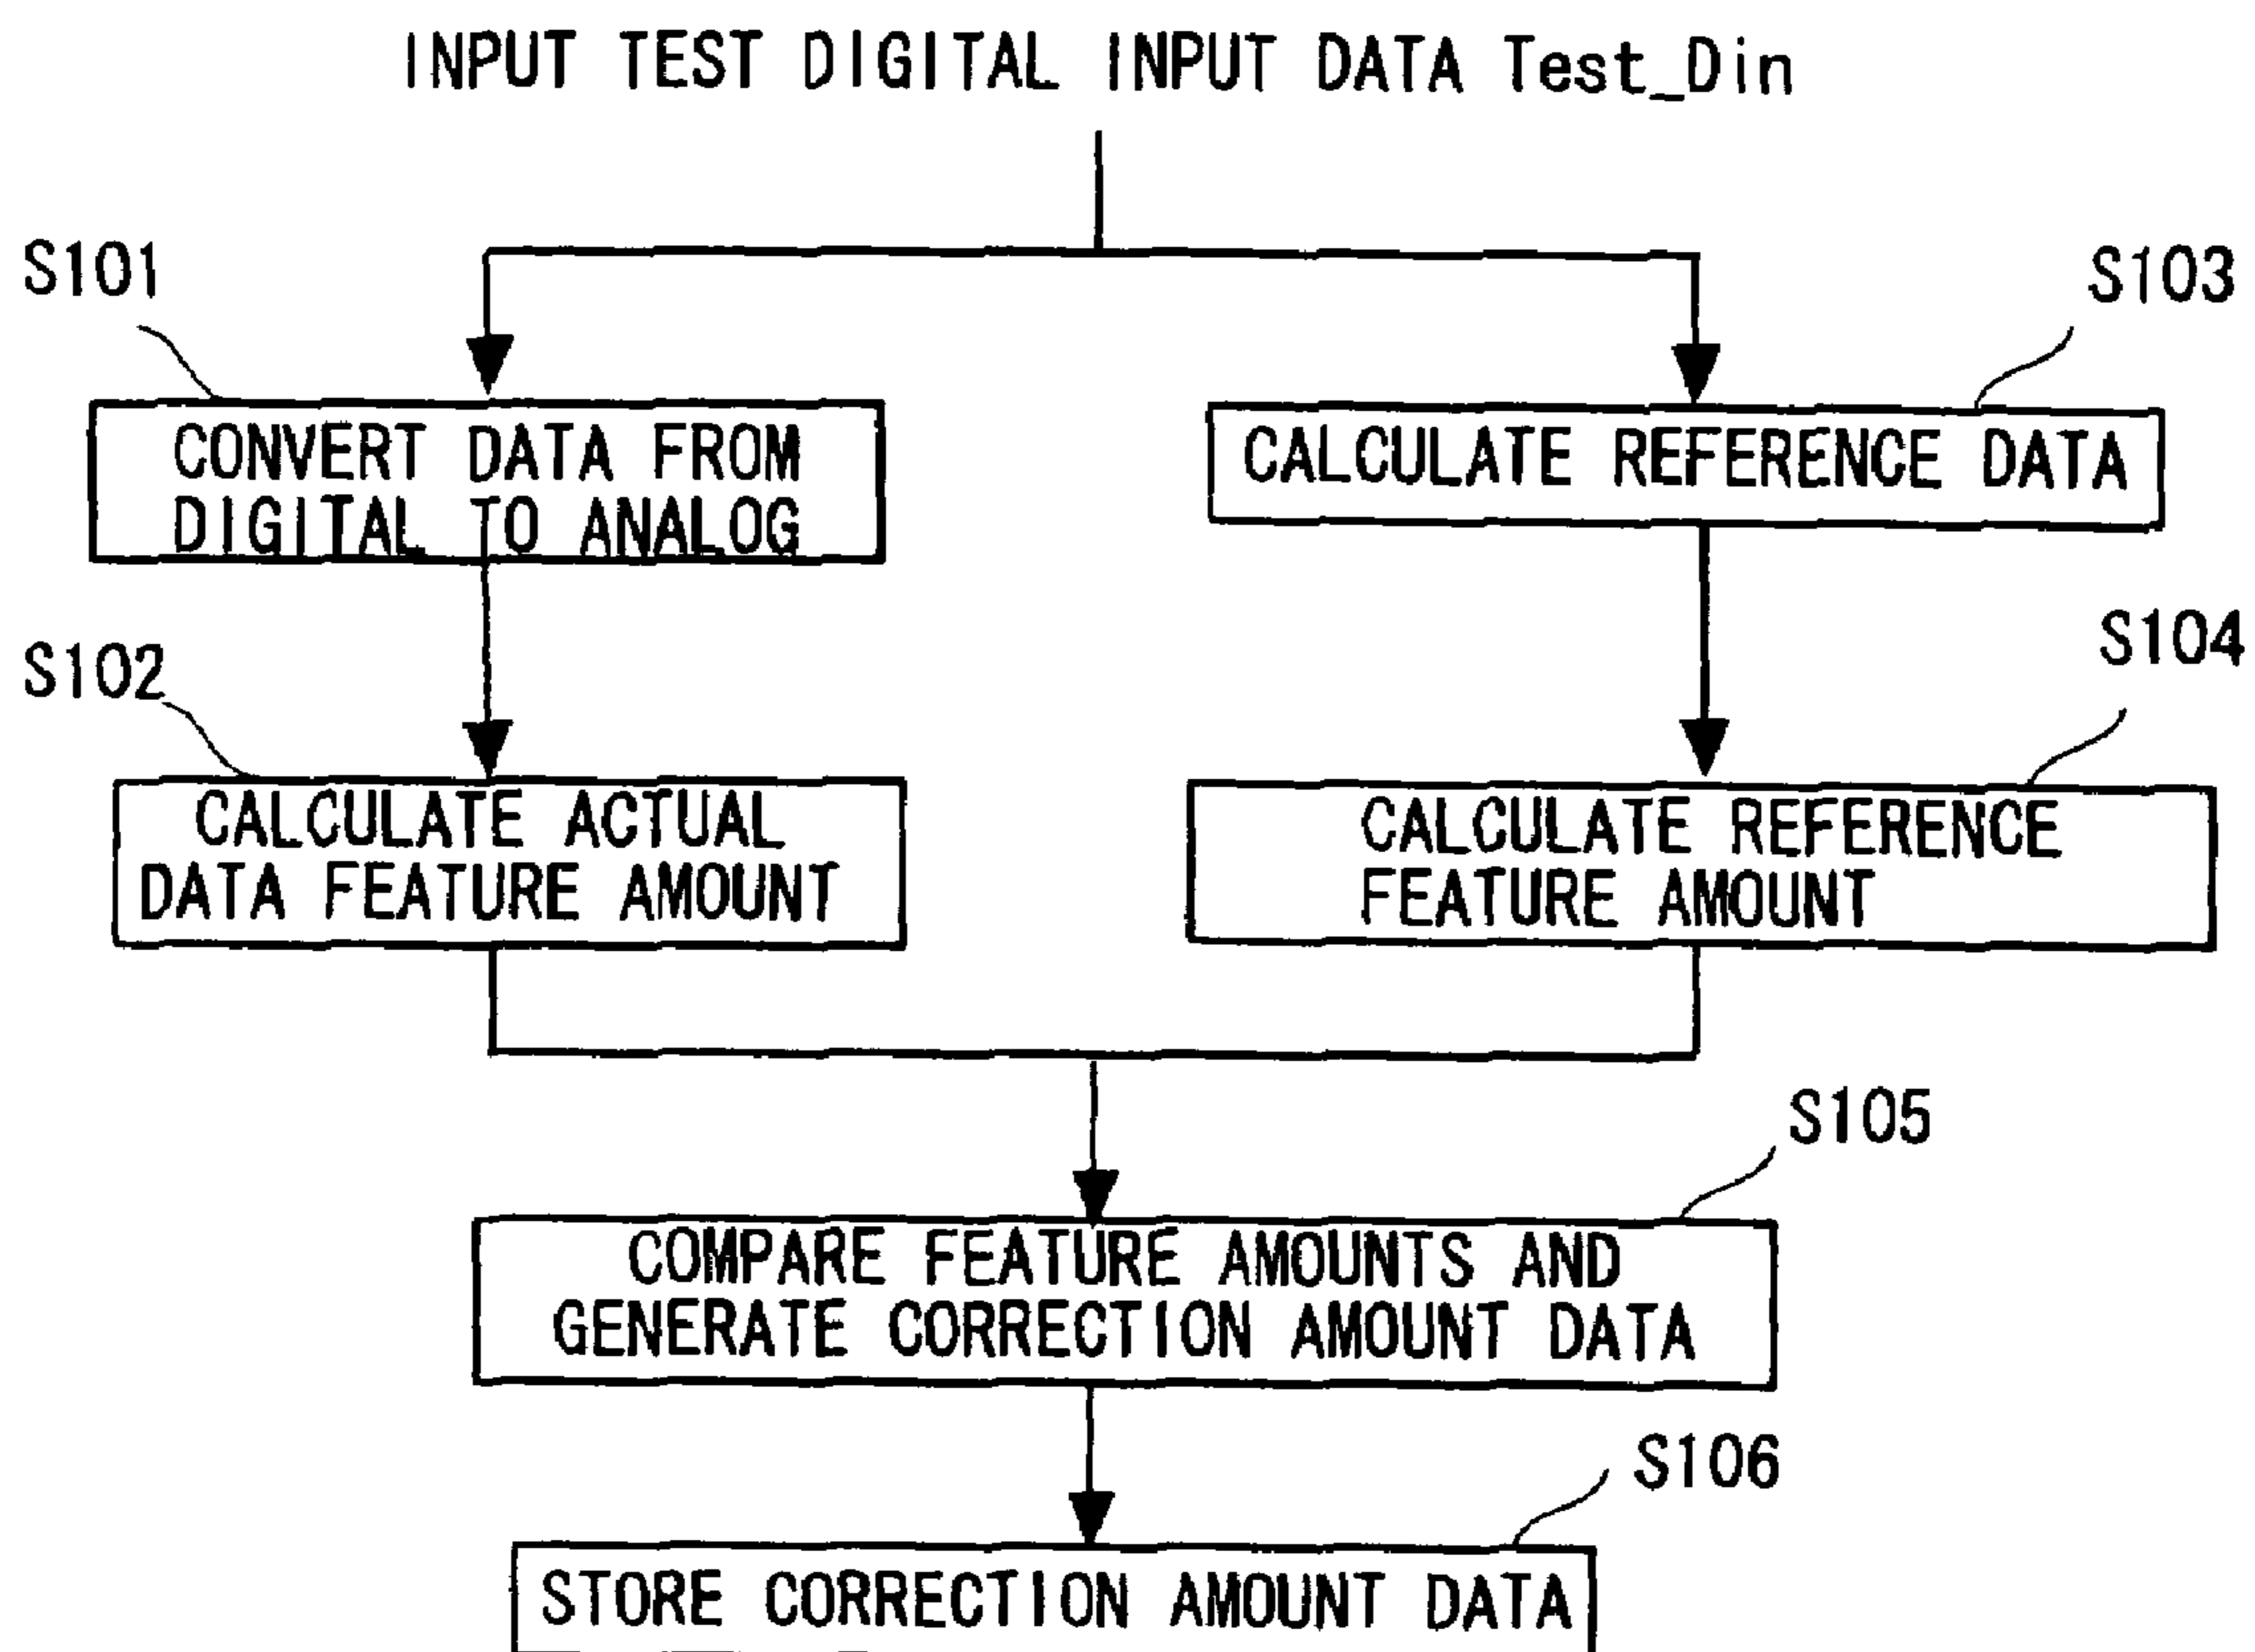 INPUT TEST DIGITAL INPUT DATA Test_Din
S101
S103
CONVERT DATA FROM
DIGITAL TO ANALOG
CALCULATE REFERENCE DATA
S102
S104
CALCULATE ACTUAL
DATA FEATURE AMOUNT
CALCULATE REFERENCE
FEATURE AMOUNT
S105
COMPARE FEATURE AMOUNTS AND
GENERATE CORRECTION AMOUNT DATA
S106
STORE CORRECTION AMOUNT DATA